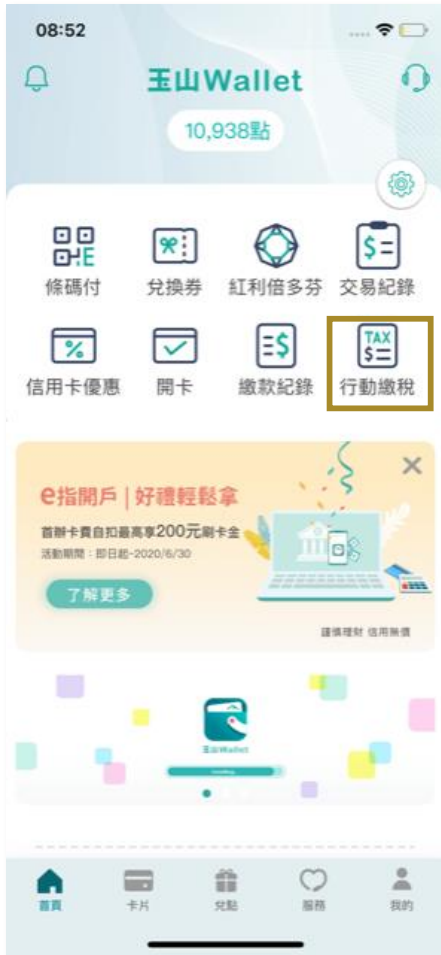 08:52
玉山Wallet
10,938點
條碼付 兌換券 紅利倍多芬 交易紀錄
TAX
信用卡優惠 開卡 繳款紀錄 行動繳稅
e指開戶｜好禮輕鬆拿
首辦卡費自扣最高享200元刷卡金
活動期間：即日起-2020/6/30
了解更多
謹慎理財 信用無價
玉山Wallet
首頁 卡片 兌點 服務 我的